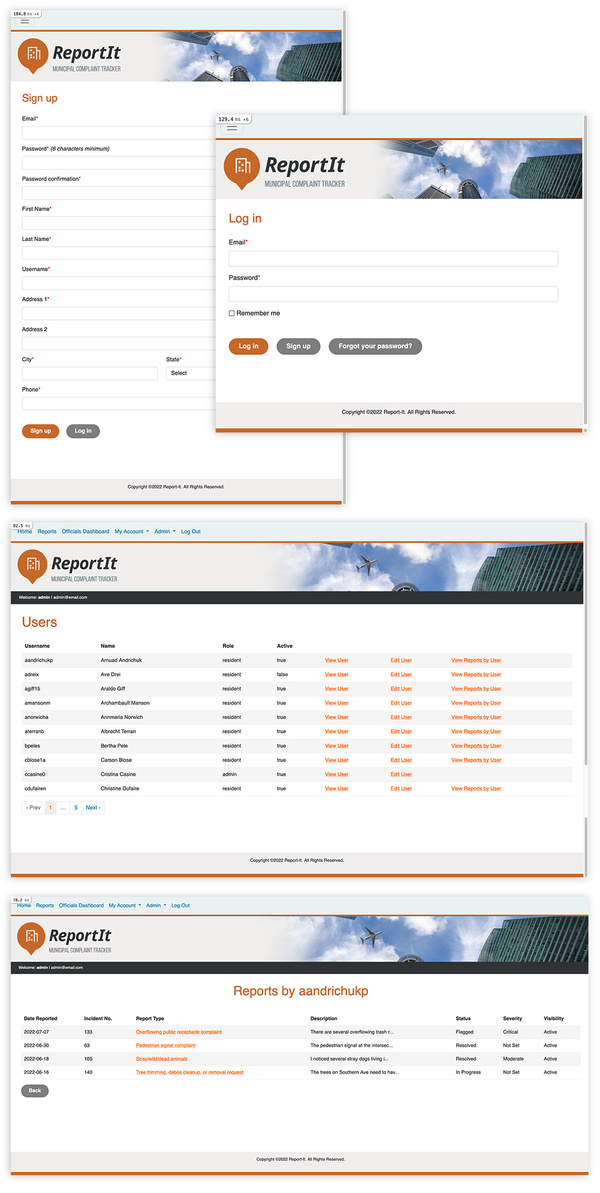 184.8 ms ×4
ReportIt
MUNICIPAL COMPLAINT TRACKER
Sign up
Email*
Password* (6 characters minimum)
Password confirmation*
First Name*
Last Name*
Username*
Address 1*
Address 2
City* State*
Select
Phone*
Sign up Log in
Copyright ©2022 Report-It. All Rights Reserved.
129.4 ms ×4
ReportIt
MUNICIPAL COMPLAINT TRACKER
Log in
Email*
Password*
Remember me
Log in Sign up Forgot your password?
Copyright ©2022 Report-It. All Rights Reserved.
82.5 ms
Home Reports Officials Dashboard My Account Admin Log Out
ReportIt
MUNICIPAL COMPLAINT TRACKER
Welcome: admin | admin@email.com
Users
Username Name Role Active
aandrichukp Arnuad Andrichuk resident true View User Edit User View Reports by User
adreix Ave Drei resident false View User Edit User View Reports by User
agiff15 Araldo Giff resident true View User Edit User View Reports by User
amansonm Archambault Manson resident true View User Edit User View Reports by User
anorwicha Annmaria Norwich resident true View User Edit User View Reports by User
aterranb Albrecht Terran resident true View User Edit User View Reports by User
bpeles Bertha Pele resident true View User Edit User View Reports by User
cblose1a Carson Blose resident true View User Edit User View Reports by User
ccasine0 Cristina Casine admin true View User Edit User
cdufairen Christine Dufaire resident true View User Edit User View Reports by User
‹ Prev 1 ... 5 Next ›
Copyright ©2022 Report-It. All Rights Reserved.
78.2 ms
Home Reports Officials Dashboard My Account Admin Log Out
ReportIt
MUNICIPAL COMPLAINT TRACKER
Welcome: admin | admin@email.com
Reports by aandrichukp
Date Reported Incident No. Report Type Description Status Severity Visibility
2022-07-07 133 Overflowing public receptacle complaint There are several overflowing trash r... Flagged Critical Active
2022-06-30 63 Pedestrian signal complaint The pedestrian signal at the intersec... Resolved Not Set Active
2022-06-18 105 Stray/wild/dead animals I noticed several stray dogs living i... Resolved Moderate Active
2022-06-16 140 Tree trimming, debris cleanup, or removal request The trees on Southern Ave need to hav... In Progress Not Set Active
Back
Copyright ©2022 Report-It. All Rights Reserved.